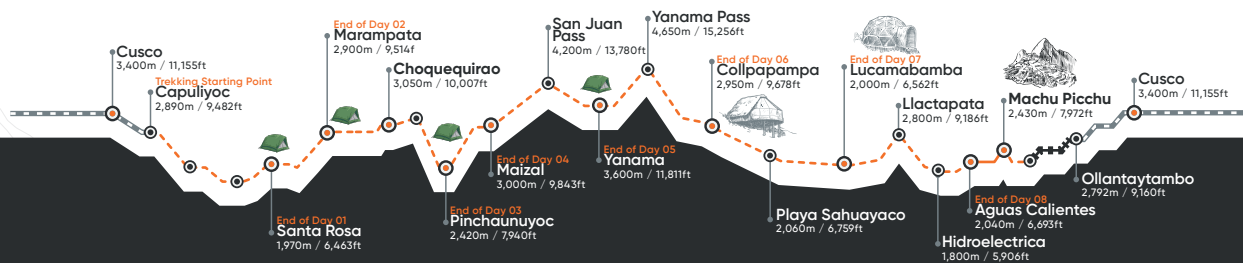 Cusco
3,400m / 11,155ft
Trekking Starting Point
Capuliyoc
2,890m / 9,482ft
End of Day 01
Santa Rosa
1,970m / 6,463ft
End of Day 02
Marampata
2,900m / 9,514f
Choquequirao
3,050m / 10,007ft
End of Day 03
Pinchaunuyoc
2,420m / 7,940ft
End of Day 04
Maizal
3,000m / 9,843ft
San Juan
Pass
4,200m / 13,780ft
End of Day 05
Yanama
3,600m / 11,811ft
Yanama Pass
4,650m / 15,256ft
End of Day 06
Collpapampa
2,950m / 9,678ft
Playa Sahuayaco
2,060m / 6,759ft
End of Day 07
Lucamabamba
2,000m / 6,562ft
Llactapata
2,800m / 9,186ft
Hidroelectrica
1,800m / 5,906ft
End of Day 08
Aguas Calientes
2,040m / 6,693ft
Machu Picchu
2,430m / 7,972ft
Ollantaytambo
2,792m / 9,160ft
Cusco
3,400m / 11,155ft